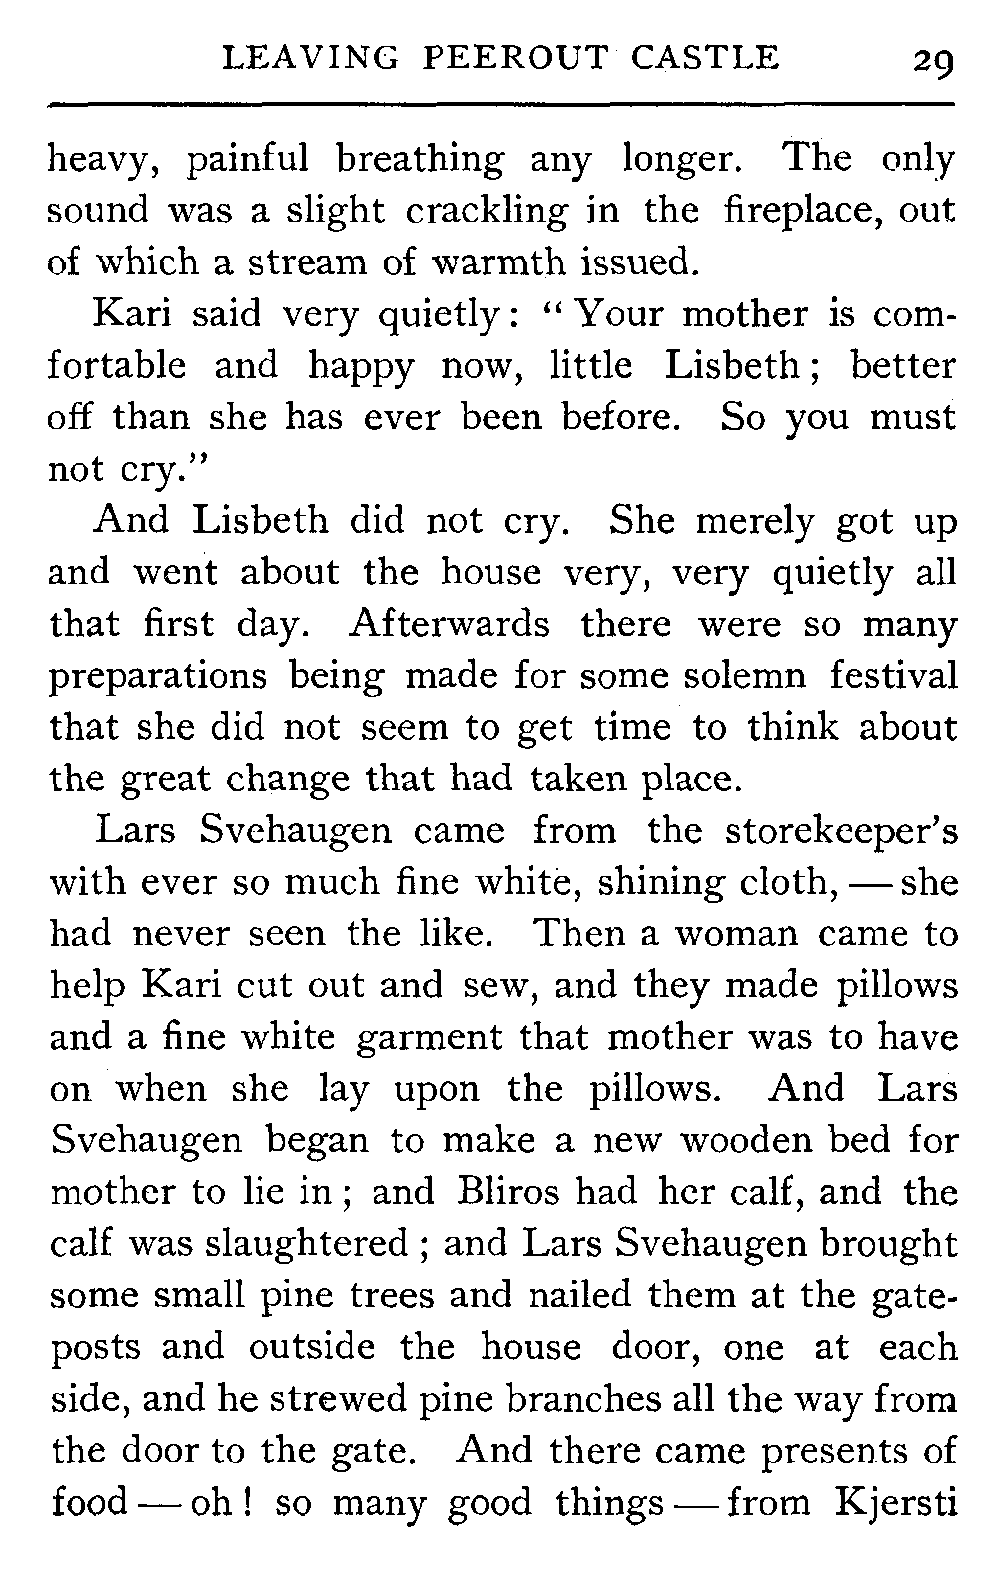 LEAVING PEEROUT CASTLE 29
heavy, painful breathing any longer. The only
sound was a slight crackling in the fireplace, out
of which a stream of warmth issued.
Kari said very quietly: “Your mother is com-
fortable and happy now, little Lisbeth; better
off than she has ever been before. So you must
not cry.”
And Lisbeth did not cry. She merely got up
and went about the house very, very quietly all
that first day. Afterwards there were so many
preparations being made for some solemn festival
that she did not seem to get time to think about
the great change that had taken place.
Lars Svehaugen came from the storekeeper’s
with ever so much fine white, shining cloth, — she
had never seen the like. Then a woman came to
help Kari cut out and sew, and they made pillows
and a fine white garment that mother was to have
on when she lay upon the pillows. And Lars
Svehaugen began to make a new wooden bed for
mother to lie in; and Bliros had her calf, and the
calf was slaughtered; and Lars Svehaugen brought
some small pine trees and nailed them at the gate-
posts and outside the house door, one at each
side, and he strewed pine branches all the way from
the door to the gate. And there came presents of
food — oh! so many good things — from Kjersti